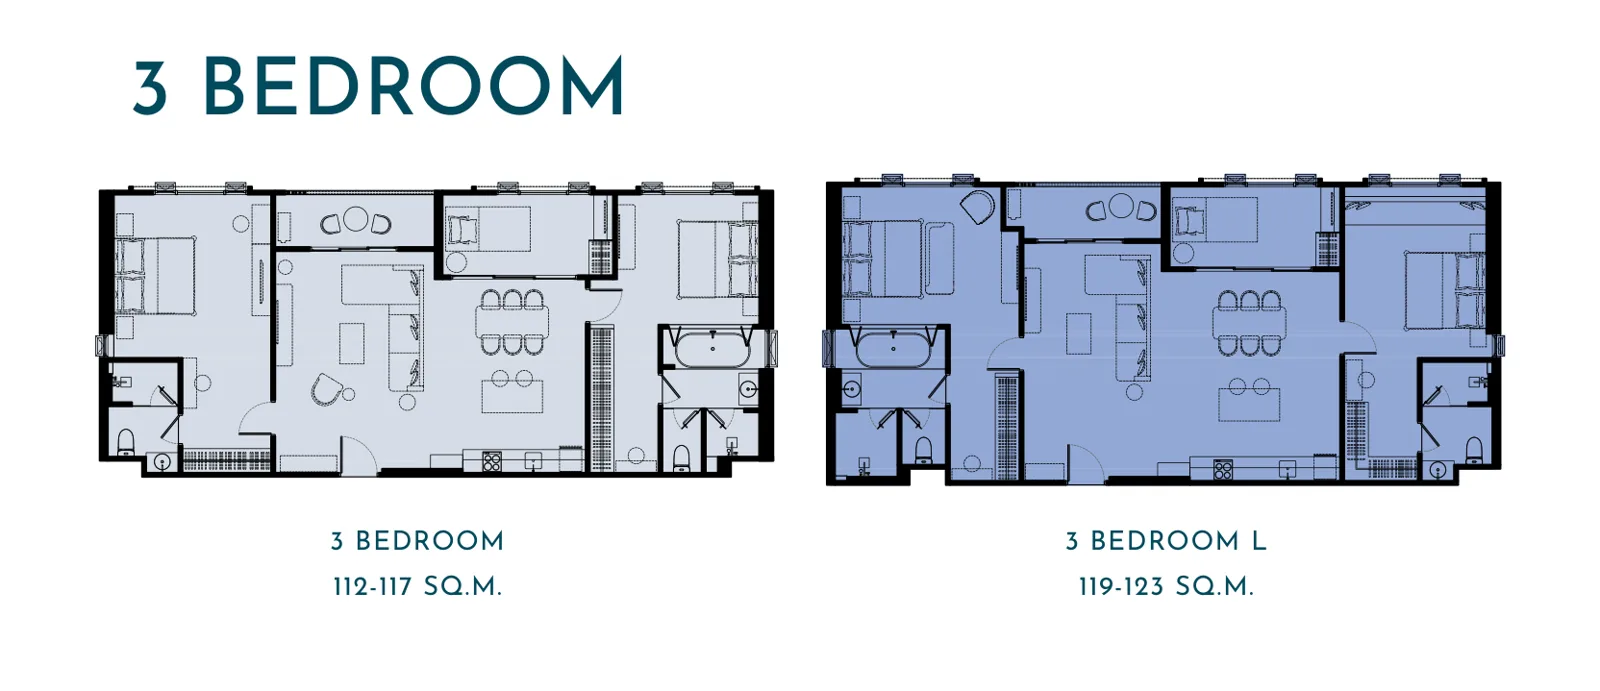 3 BEDROOM
3 BEDROOM
112-117 SQ.M.
3 BEDROOM L
119-123 SQ.M.